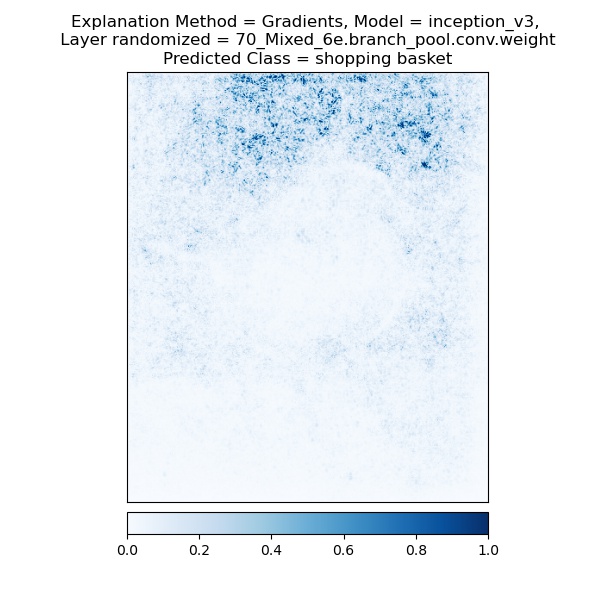 Explanation Method = Gradients, Model = inception_v3,
Layer randomized = 70_Mixed_6e.branch_pool.conv.weight
Predicted Class = shopping basket
0.0 0.2 0.4 0.6 0.8 1.0